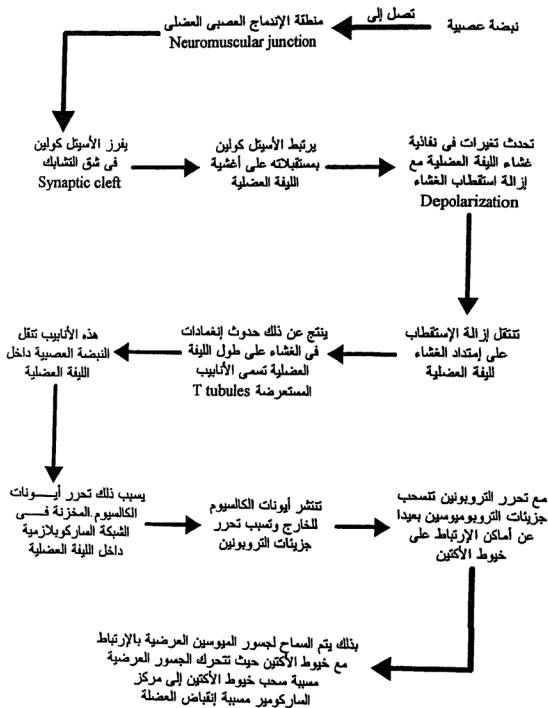 نبضة عصبية
تصل إلى
منطقة الإندماج العصبى العضلى
Neuromuscular junction
يفرز الأسيتل كولين
فى شق التشابك
Synaptic cleft
يرتبط الأسيتل كولين
بمستقبلاته على أغشية
الليفة العضلية
تحدث تغيرات فى نفاذية
غشاء الليفة العضلية مع
إزالة استقطاب الغشاء
Depolarization
تنتقل إزالة الإستقطاب
على إمتداد الغشاء
لليفة العضلية
ينتج عن ذلك حدوث إنغمادات
فى الغشاء على طول الليفة
العضلية تسمى الأنابيب
المستعرضة T tubules
هذه الأنابيب تنقل
النبضة العصبية داخل
الليفة العضلية
يسبب ذلك تحرر أيـــونات
الكالسيوم المخزنة فـــى
الشبكة الساركوبلازمية
داخل الليفة العضلية
تنتشر أيونات الكالسيوم
للخارج وتسبب تحرر
جزيئات التروبونين
مع تحرر التروبونين تنسحب
جزيئات التروبوميوسين بعيدا
عن أماكن الإرتباط على
خيوط الأكتين
بذلك يتم السماح لجسور الميوسين العرضية بالإرتباط
مع خيوط الأكتين حيث تتحرك الجسور العرضية
مسببة سحب خيوط الأكتين إلى مركز
الساركومير مسببة إنقباض العضلة